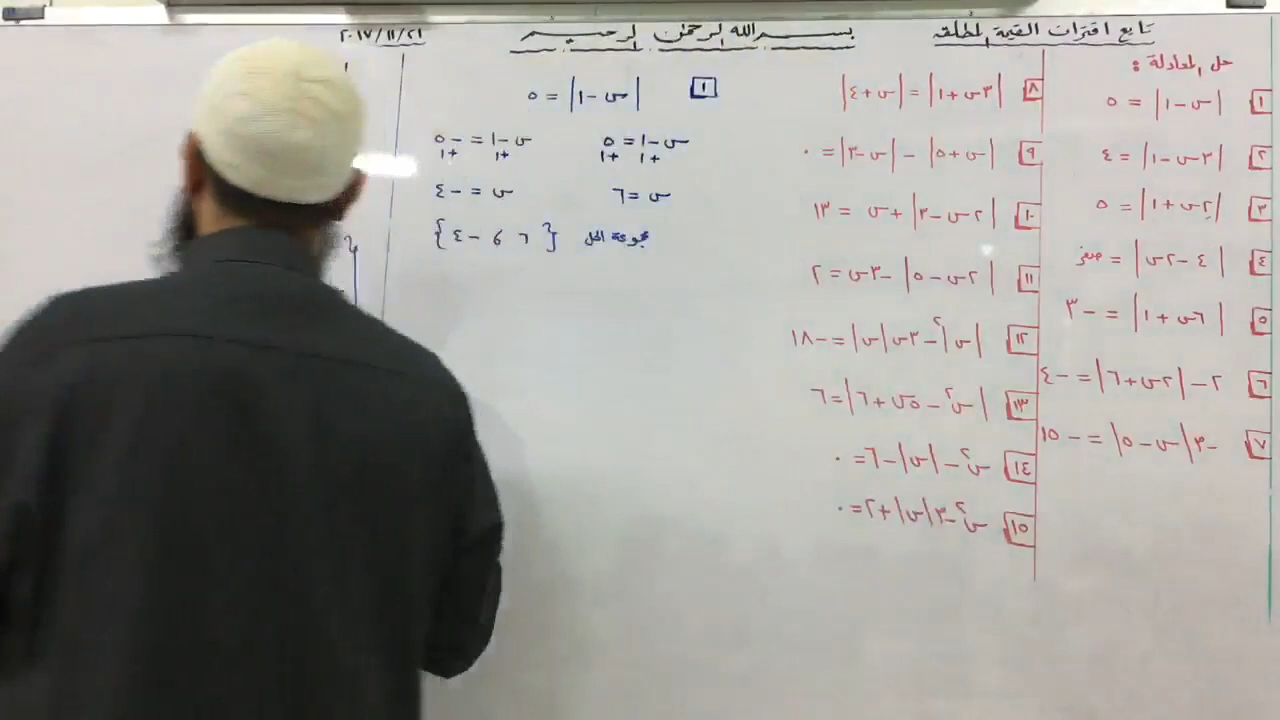 تابع اقترانات القيمة المطلقة
بسم الله الرحمن الرحيم
٢٠١٧/١١/٢١
حل المعادلة :
١ |س - ١| = ٥
٢ |٣س - ١| = ٤
٣ |٢س + ١| = ٥
٤ |٤ - ٢س| = صفر
٥ |٦س + ١| = - ٣
٦ ٢ - |٢س + ٦| = - ٤
٧ -٣|س - ٥| = - ١٥
٨ |٣س + ١| = |س + ٤|
٩ |س + ٥| - |س - ٣| = ٠
١٠ |٢س - ٣| + س = ١٣
١١ |٢س - ٥| - ٣س = ٢
١٢ |س|٢ - ٣س|س| = - ١٨
١٣ |س٢ - ٥س + ٦| = ٦
١٤ س٢ - |س| - ٦ = ٠
١٥ س٢ - ٣|س| + ٢ = ٠
١ |س - ١| = ٥
س - ١ = ٥ س - ١ = - ٥
+١ +١ +١ +١
س = ٦ س = - ٤
مجموعة الحل {٦ و - ٤}